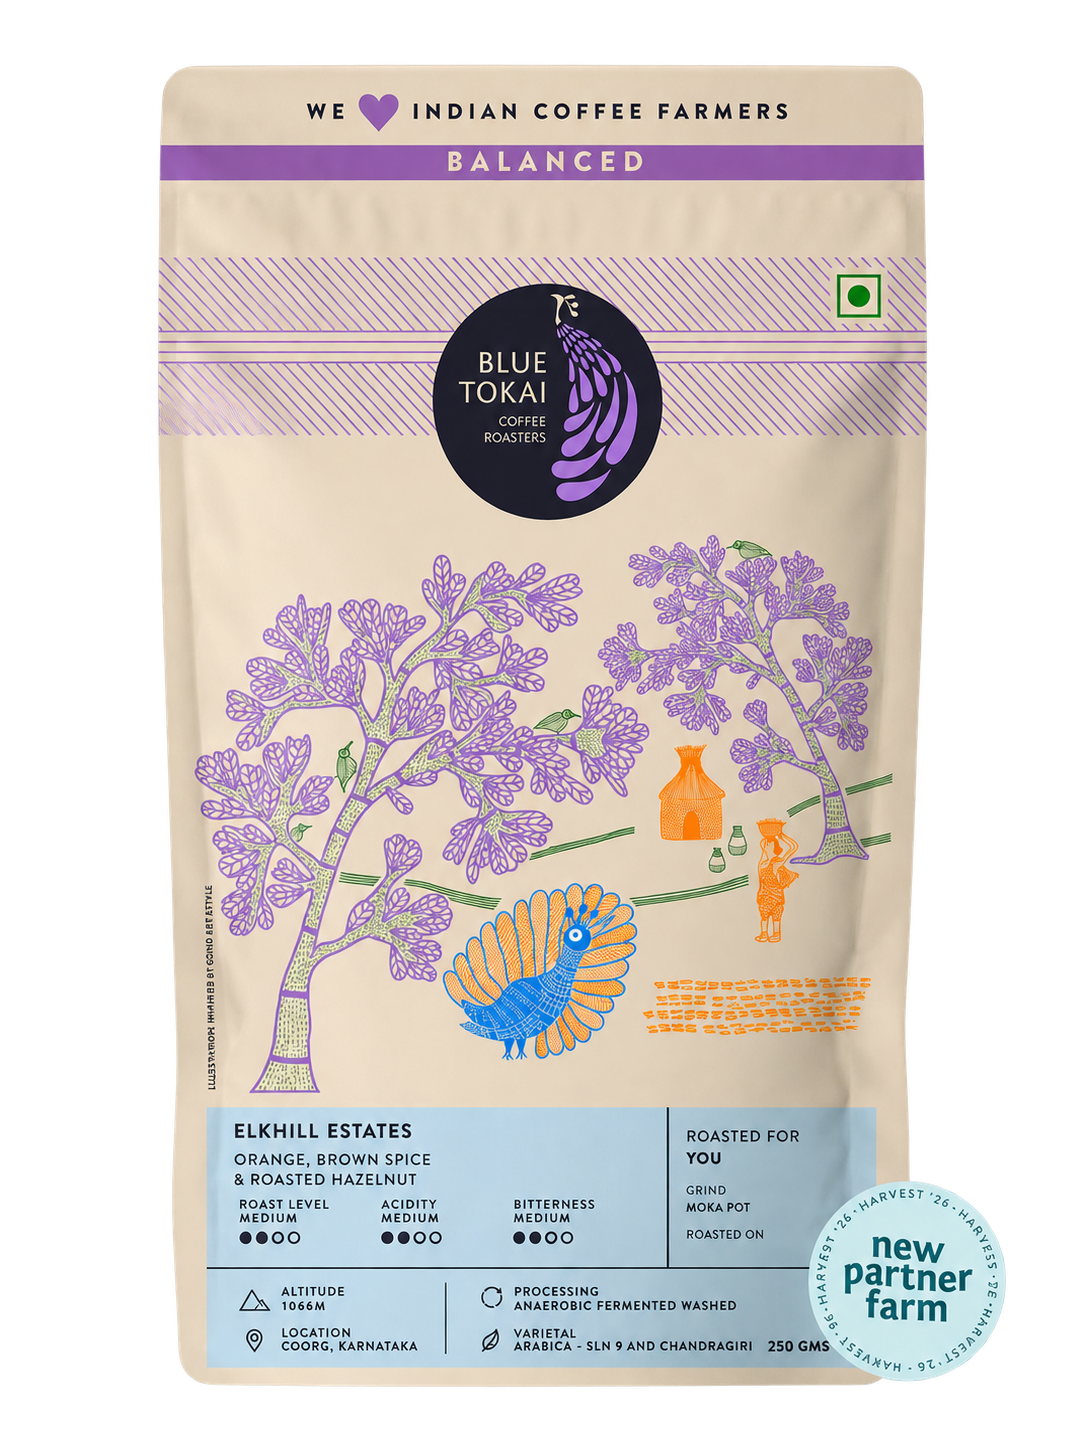 WE INDIAN COFFEE FARMERS
BALANCED
BLUE
TOKAI
COFFEE
ROASTERS
ELKHILL ESTATES
ORANGE, BROWN SPICE
& ROASTED HAZELNUT
ROAST LEVEL
MEDIUM
ACIDITY
MEDIUM
BITTERNESS
MEDIUM
ROASTED FOR
YOU
GRIND
MOKA POT
ROASTED ON
ALTITUDE
1066M
LOCATION
COORG, KARNATAKA
PROCESSING
ANAEROBIC FERMENTED WASHED
VARIETAL
ARABICA - SLN 9 AND CHANDRAGIRI
250 GMS
new
partner
farm
HARVEST '26